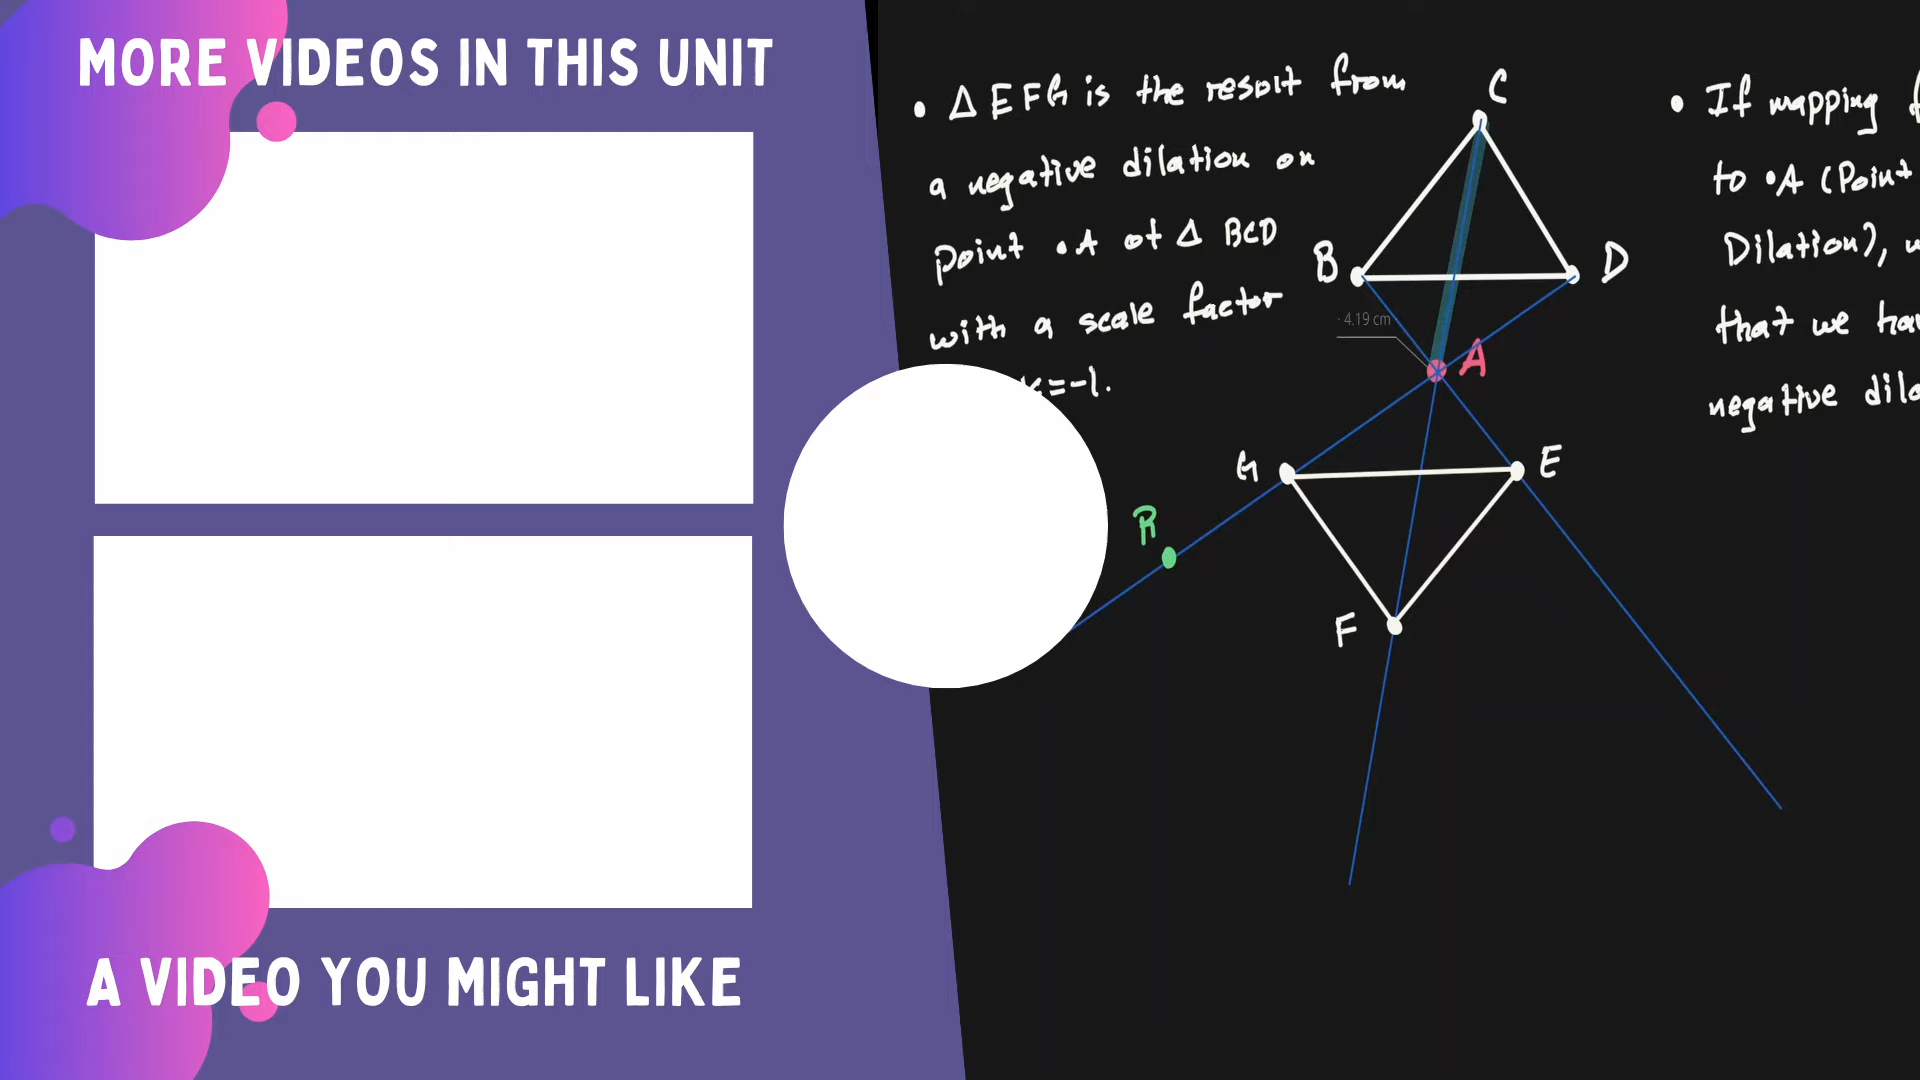 MORE VIDEOS IN THIS UNIT
• Δ EFG is the result from
a negative dilation on
point •A of Δ BCD
with a scale factor
=-1.
C
B
D
· 4.19 cm
A
G
E
R
F
• If mapping
to •A (Point
Dilation),
that we
negative
A VIDEO YOU MIGHT LIKE